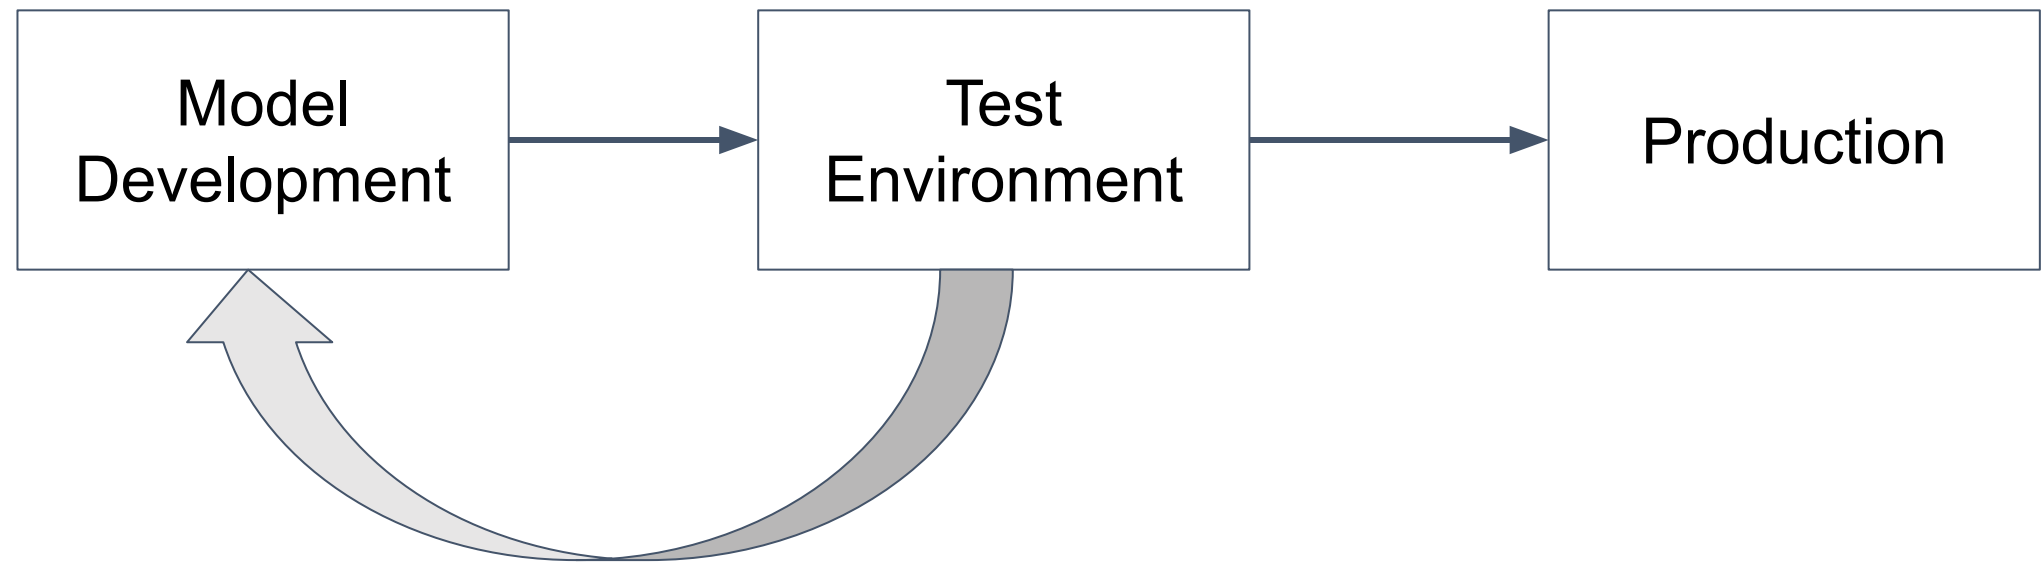 Model
Development
Test
Environment
Production